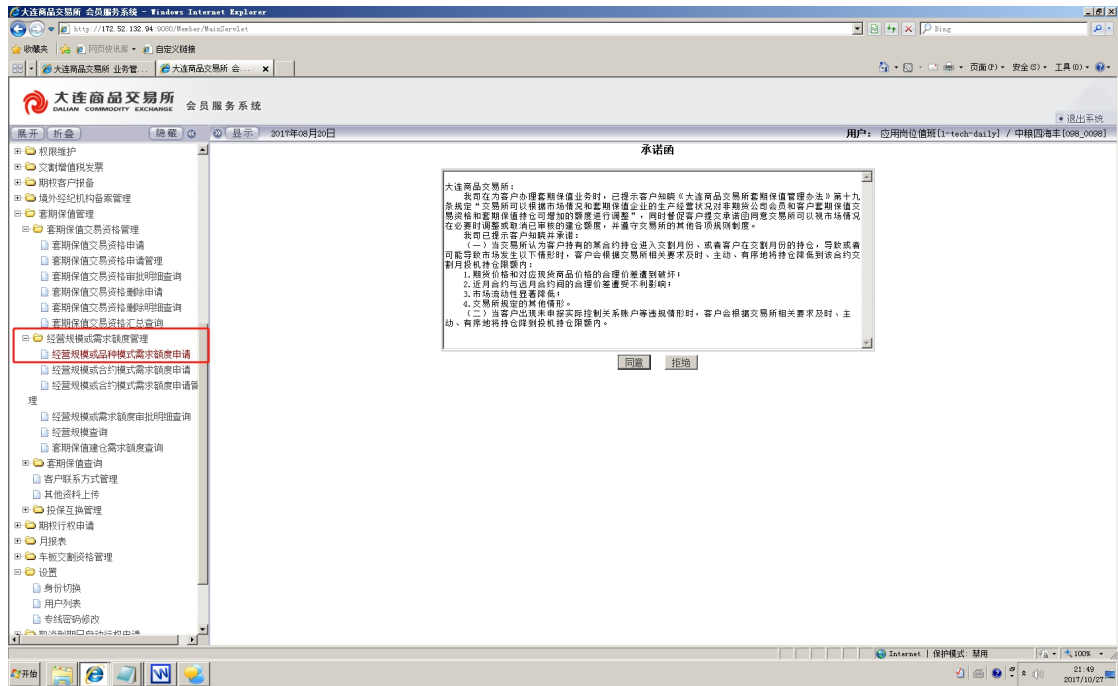 大连商品交易所 会员服务系统 - Windows Internet Explorer
http://172.52.132.94:9080/Member/MainServlet
Bing
收藏夹 网页快讯库 自定义链接
大连商品交易所 业务管... 大连商品交易所 会... 页面(P) 安全(S) 工具(O)
大连商品交易所
DALIAN COMMODITY EXCHANGE
会员服务系统
退出系统
展开 折叠 隐藏 显示 2017年08月20日 用户: 应用岗位值班[1-tech-daily] / 中粮四海丰[098_0098]
权限维护
交割增值税发票
期权客户报备
境外经纪机构备案管理
套期保值管理
套期保值交易资格管理
套期保值交易资格申请
套期保值交易资格申请管理
套期保值交易资格审批明细查询
套期保值交易资格删除申请
套期保值交易资格删除明细查询
套期保值交易资格汇总查询
经营规模或需求额度管理
经营规模或品种模式需求额度申请
经营规模或合约模式需求额度申请
经营规模或合约模式需求额度申请管
理
经营规模或需求额度审批明细查询
经营规模查询
套期保值建仓需求额度查询
套期保值查询
客户联系方式管理
其他资料上传
投保互换管理
期权行权申请
月报表
车板交割资格管理
设置
身份切换
用户列表
专线密码修改
取消到期日自动行权申请
承诺函
大连商品交易所:
我司在为客户办理套期保值业务时,已提示客户知晓《大连商品交易所套期保值管理办法》第十九
条规定“交易所可以根据市场情况和套期保值企业的生产经营状况对非期货公司会员和客户套期保值交
易资格和套期保值持仓可增加的额度进行调整”,同时督促客户提交承诺函同意交易所可以视市场情况
在必要时调整或取消已审核的建仓额度,并遵守交易所的其他各项规则制度。
我司已提示客户知晓并承诺:
(一)当交易所认为客户持有的某合约持仓进入交割月份、或者客户在交割月份的持仓,导致或者
可能导致市场发生以下情形时,客户会根据交易所相关要求及时、主动、有序地将持仓降低到该合约交
割月投机持仓限额内:
1.期货价格和对应现货商品价格的合理价差遭到破坏;
2.近月合约与远月合约间的合理价差遭受不利影响;
3.市场流动性显著降低;
4.交易所规定的其他情形。
(二)当客户出现未申报实际控制关系账户等违规情形时,客户会根据交易所相关要求及时、主
动、有序地将持仓降到投机持仓限额内。
同意 拒绝
Internet | 保护模式: 禁用 100%
开始 21:49
2017/10/27